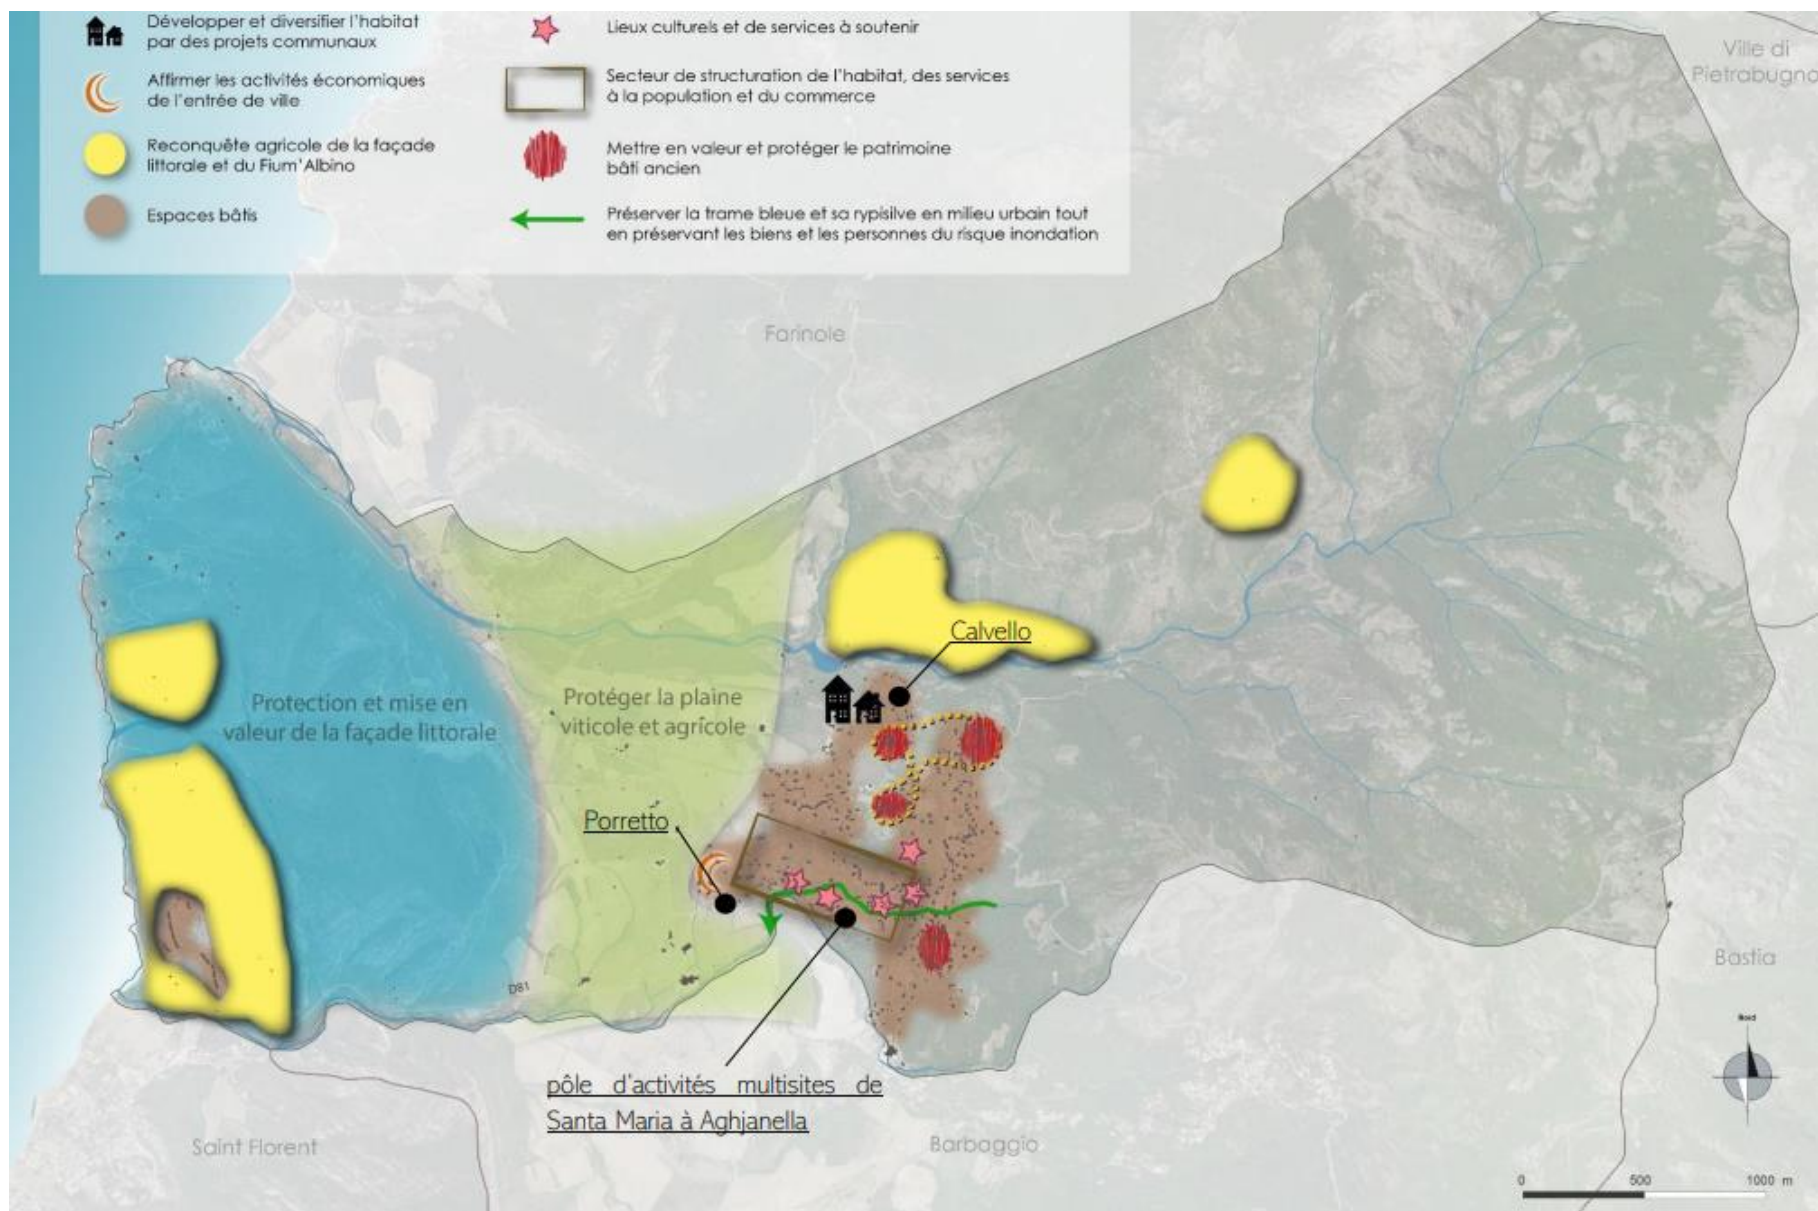 Développer et diversifier l'habitat
par des projets communaux
Affirmer les activités économiques
de l'entrée de ville
Reconquête agricole de la façade
littorale et du Fium'Albino
Espaces bâtis
Lieux culturels et de services à soutenir
Secteur de structuration de l'habitat, des services
à la population et du commerce
Mettre en valeur et protéger le patrimoine
bâti ancien
Préserver la trame bleue et sa rypisilve en milieu urbain tout
en préservant les biens et les personnes du risque inondation
Ville di
Pietrabugno
Farinole
Calvello
Protection et mise en
valeur de la façade littorale
Protéger la plaine
viticole et agricole
Porretto
D81
pôle d'activités multisites de
Santa Maria à Aghjanella
Saint Florent
Barbaggio
Bastia
Nord
0 500 1000 m